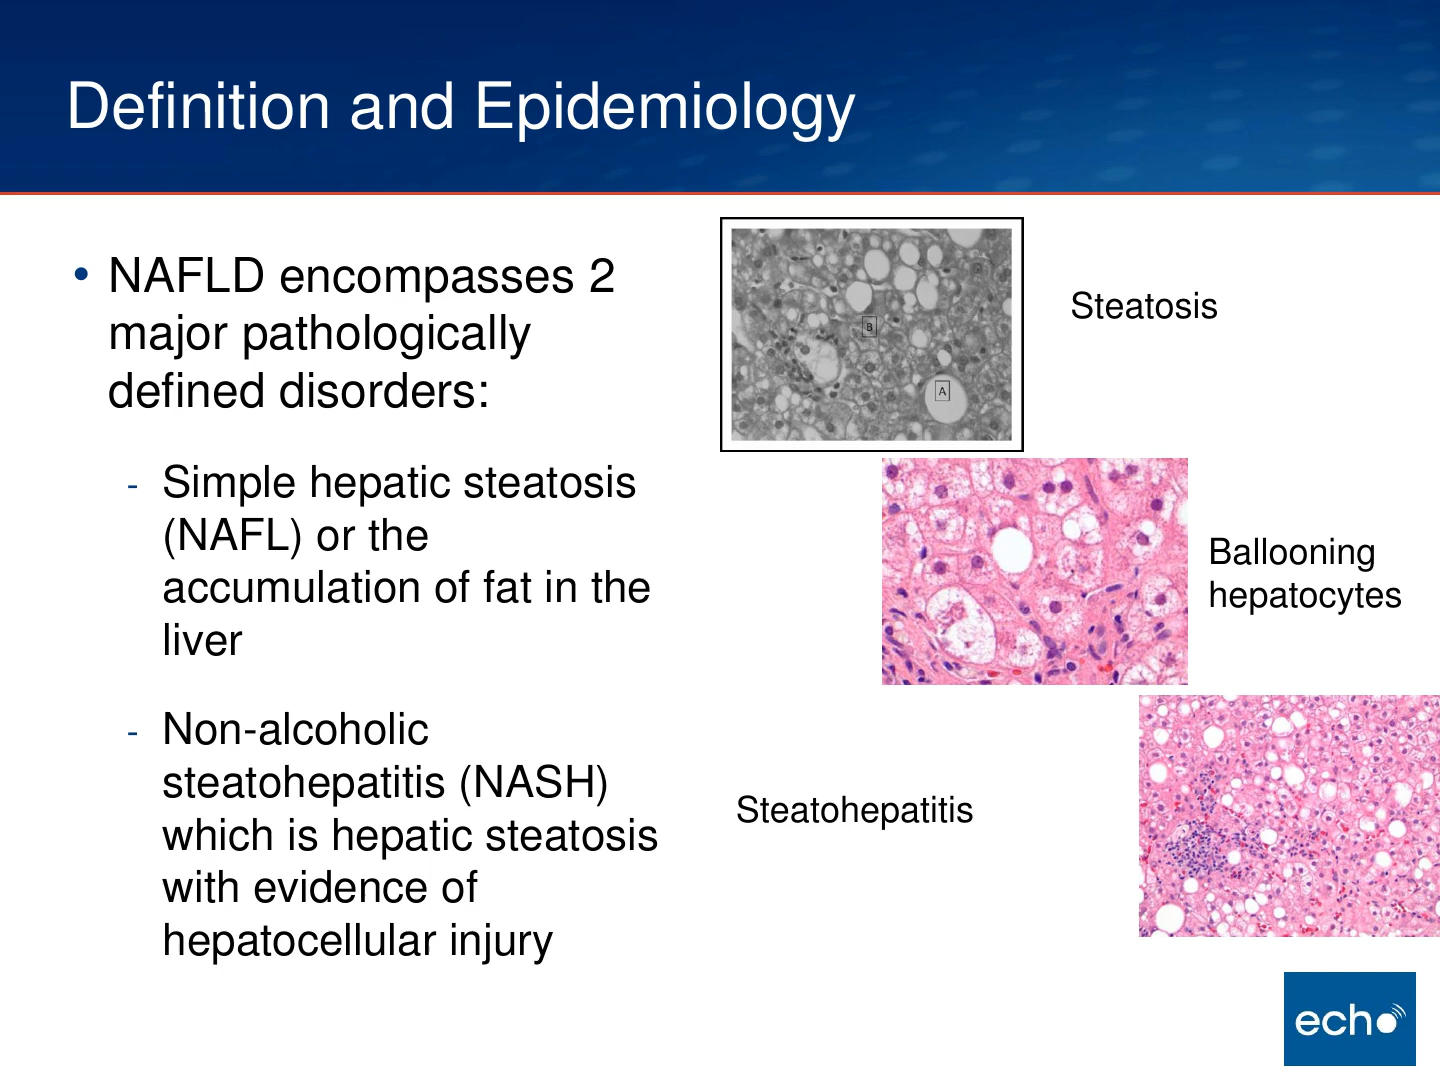 Definition and Epidemiology
• NAFLD encompasses 2
major pathologically
defined disorders:
- Simple hepatic steatosis
(NAFL) or the
accumulation of fat in the
liver
- Non-alcoholic
steatohepatitis (NASH)
which is hepatic steatosis
with evidence of
hepatocellular injury
B
A
Steatosis
Ballooning
hepatocytes
Steatohepatitis
echo